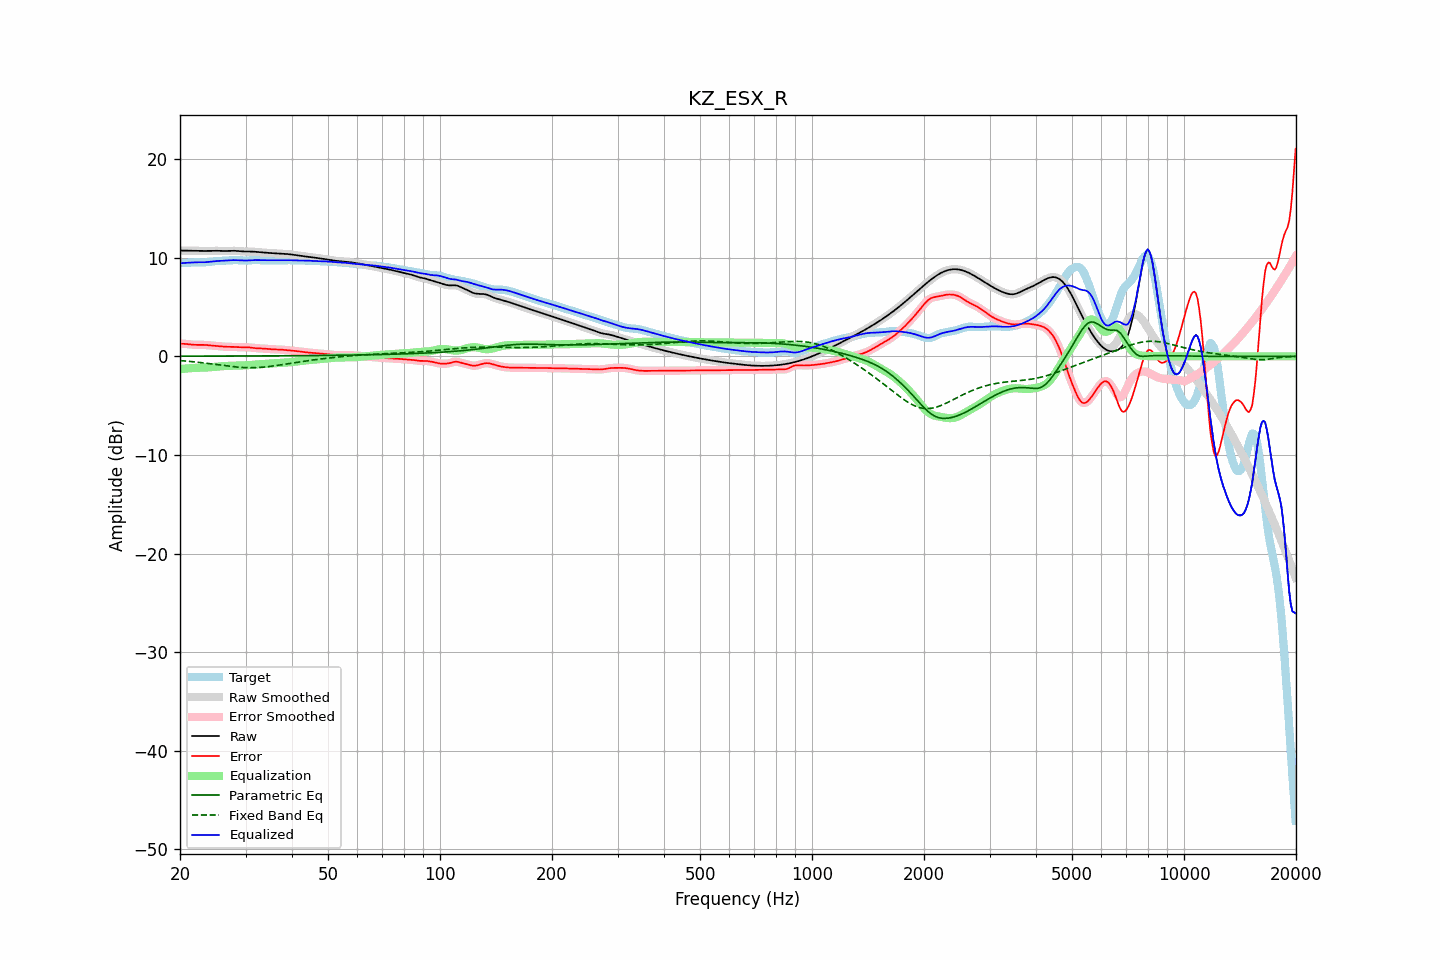 KZ_ESX_R
Amplitude (dBr)
20
10
0
−10
−20
−30
−40
−50
Target
Raw Smoothed
Error Smoothed
Raw
Error
Equalization
Parametric Eq
Fixed Band Eq
Equalized
20 50 100 200 500 1000 2000 5000 10000 20000
Frequency (Hz)